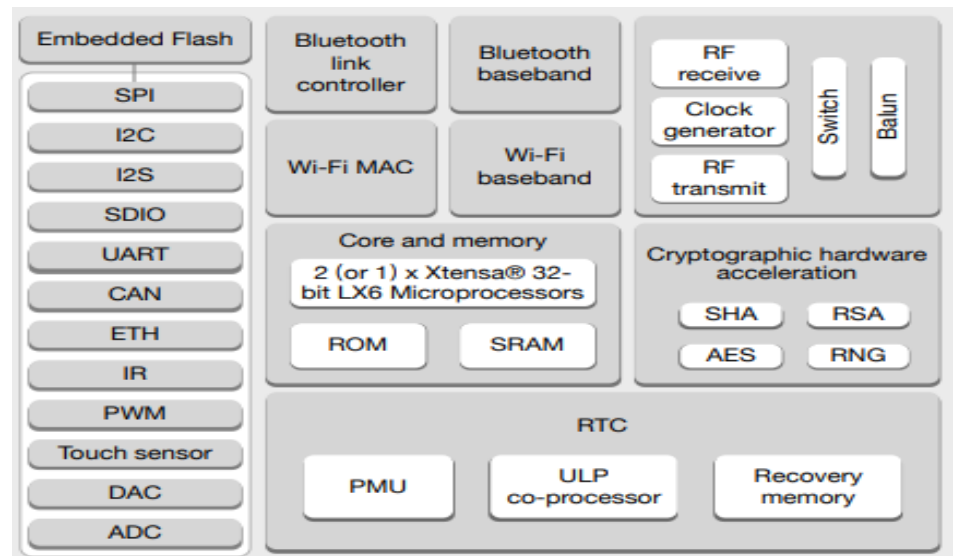 Embedded Flash
SPI
I2C
I2S
SDIO
UART
CAN
ETH
IR
PWM
Touch sensor
DAC
ADC
Bluetooth
link
controller
Bluetooth
baseband
Wi-Fi MAC
Wi-Fi
baseband
RF
receive
Clock
generator
RF
transmit
Switch
Balun
Core and memory
2 (or 1) x Xtensa® 32-
bit LX6 Microprocessors
ROM
SRAM
Cryptographic hardware
acceleration
SHA
RSA
AES
RNG
RTC
PMU
ULP
co-processor
Recovery
memory